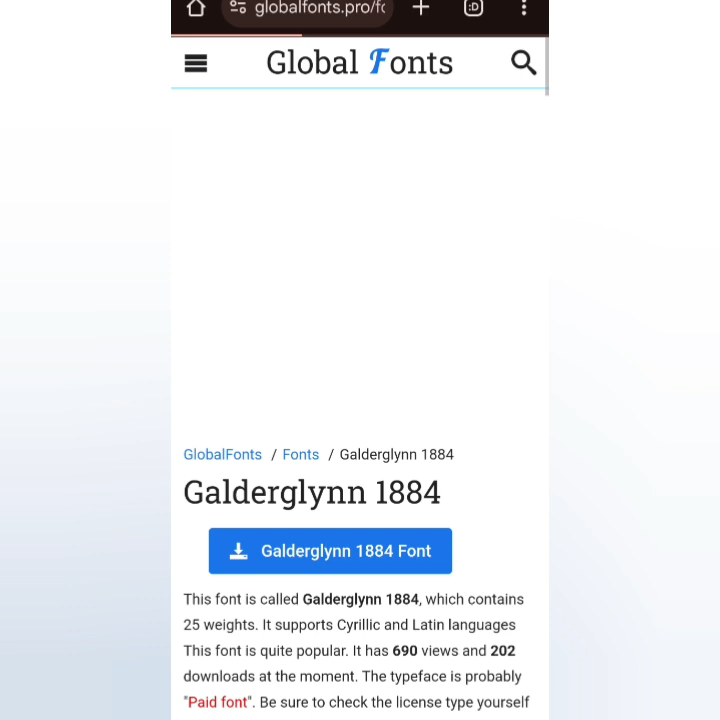 globalfonts.pro/fo
:D
Global Fonts
GlobalFonts / Fonts / Galderglynn 1884
Galderglynn 1884
Galderglynn 1884 Font
This font is called Galderglynn 1884, which contains
25 weights. It supports Cyrillic and Latin languages
This font is quite popular. It has 690 views and 202
downloads at the moment. The typeface is probably
"Paid font". Be sure to check the license type yourself